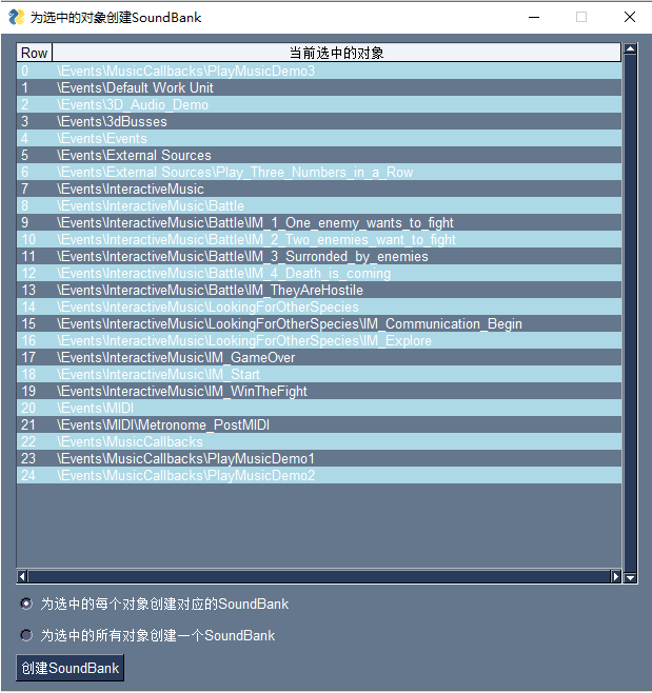 为选中的对象创建SoundBank
Row 当前选中的对象
0 \Events\MusicCallbacks\PlayMusicDemo3
1 \Events\Default Work Unit
2 \Events\3D_Audio_Demo
3 \Events\3dBusses
4 \Events\Events
5 \Events\External Sources
6 \Events\External Sources\Play_Three_Numbers_in_a_Row
7 \Events\InteractiveMusic
8 \Events\InteractiveMusic\Battle
9 \Events\InteractiveMusic\Battle\IM_1_One_enemy_wants_to_fight
10 \Events\InteractiveMusic\Battle\IM_2_Two_enemies_want_to_fight
11 \Events\InteractiveMusic\Battle\IM_3_Surronded_by_enemies
12 \Events\InteractiveMusic\Battle\IM_4_Death_is_coming
13 \Events\InteractiveMusic\Battle\IM_TheyAreHostile
14 \Events\InteractiveMusic\LookingForOtherSpecies
15 \Events\InteractiveMusic\LookingForOtherSpecies\IM_Communication_Begin
16 \Events\InteractiveMusic\LookingForOtherSpecies\IM_Explore
17 \Events\InteractiveMusic\IM_GameOver
18 \Events\InteractiveMusic\IM_Start
19 \Events\InteractiveMusic\IM_WinTheFight
20 \Events\MIDI
21 \Events\MIDI\Metronome_PostMIDI
22 \Events\MusicCallbacks
23 \Events\MusicCallbacks\PlayMusicDemo1
24 \Events\MusicCallbacks\PlayMusicDemo2
为选中的每个对象创建对应的SoundBank
为选中的所有对象创建一个SoundBank
创建SoundBank